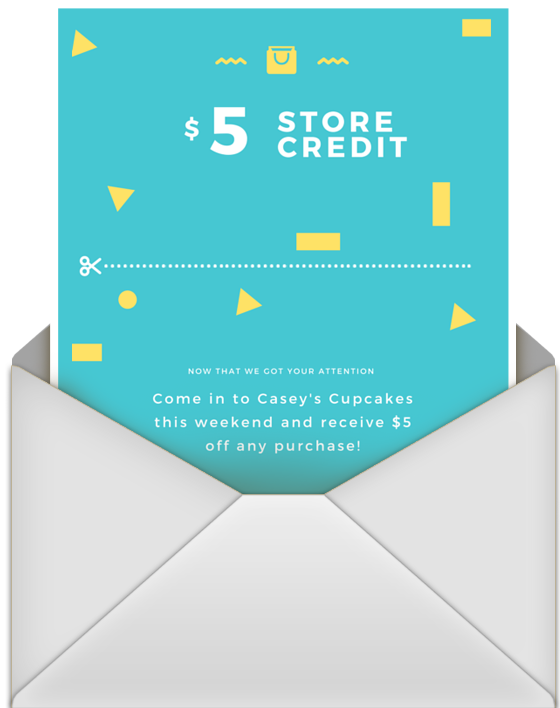 $5 STORE
CREDIT
NOW THAT WE GOT YOUR ATTENTION
Come in to Casey's Cupcakes
this weekend and receive $5
off any purchase!